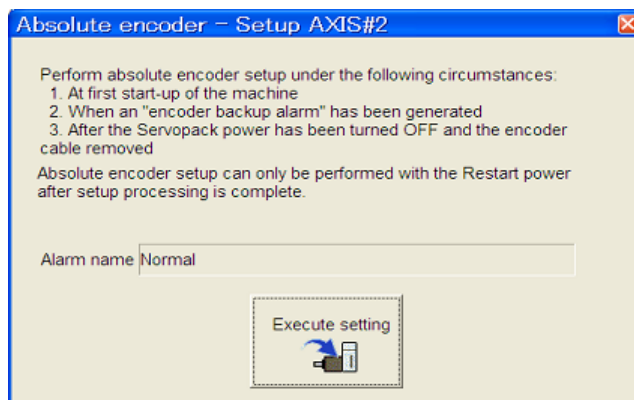 Absolute encoder - Setup AXIS#2
Perform absolute encoder setup under the following circumstances:
1. At first start-up of the machine
2. When an "encoder backup alarm" has been generated
3. After the Servopack power has been turned OFF and the encoder
cable removed
Absolute encoder setup can only be performed with the Restart power
after setup processing is complete.
Alarm name Normal
Execute setting